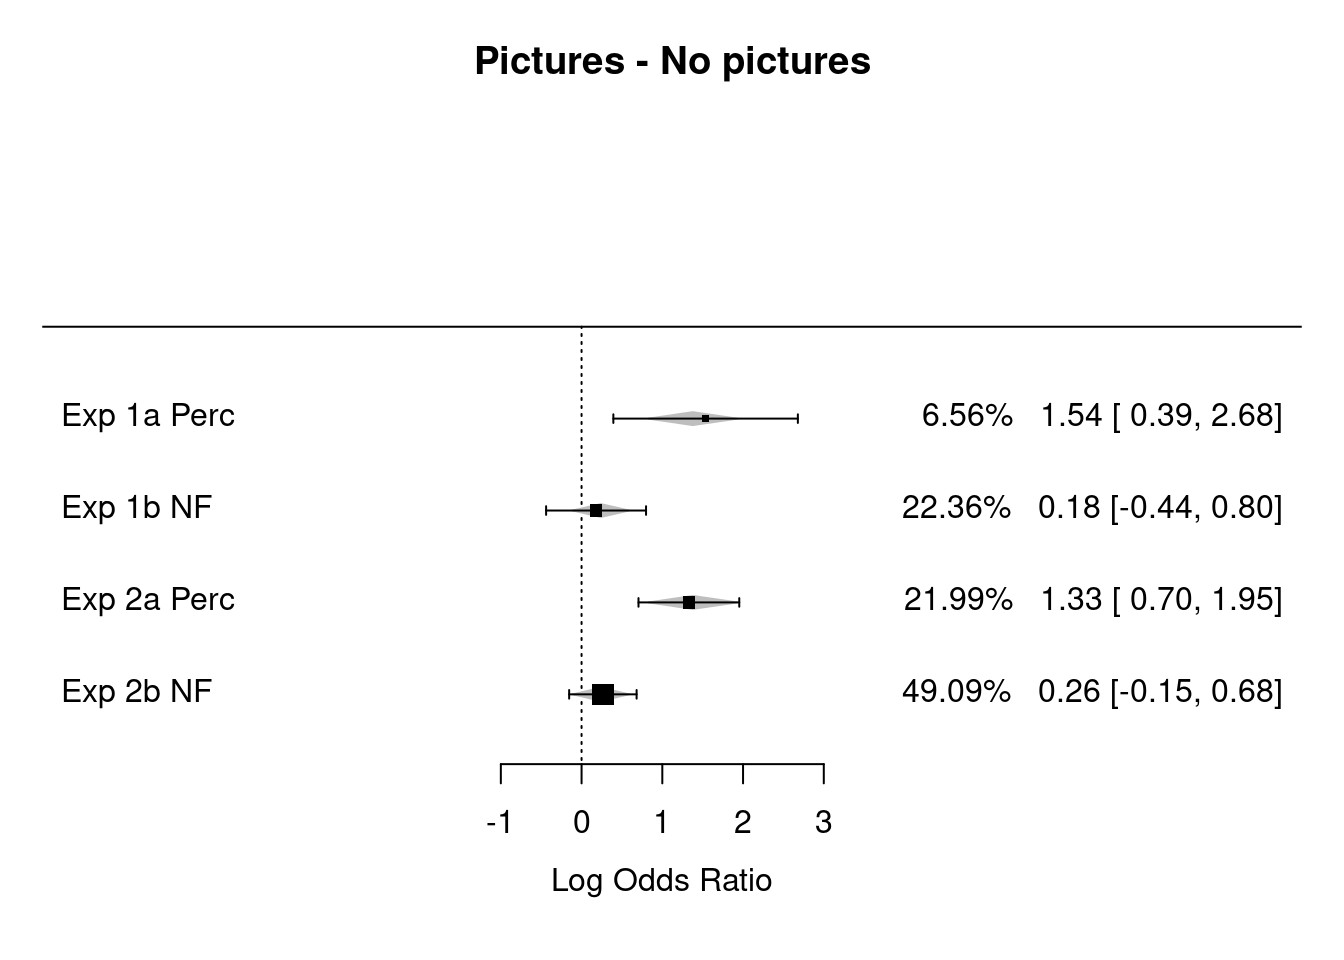 Pictures - No pictures
Exp 1a Perc 6.56% 1.54 [ 0.39, 2.68]
Exp 1b NF 22.36% 0.18 [-0.44, 0.80]
Exp 2a Perc 21.99% 1.33 [ 0.70, 1.95]
Exp 2b NF 49.09% 0.26 [-0.15, 0.68]
-1 0 1 2 3
Log Odds Ratio